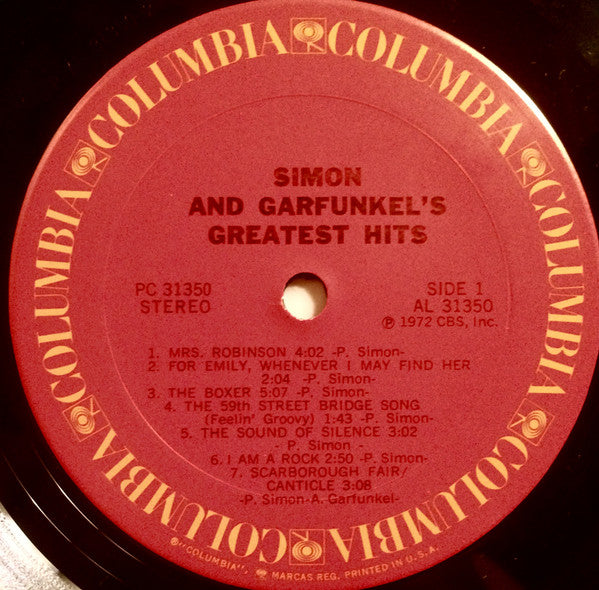 COLUMBIA COLUMBIA COLUMBIA COLUMBIA COLUMBIA COLUMBIA
SIMON
AND GARFUNKEL'S
GREATEST HITS
PC 31350
STEREO
SIDE 1
AL 31350
℗ 1972 CBS, Inc.
1. MRS. ROBINSON 4:02 -P. Simon-
2. FOR EMILY, WHENEVER I MAY FIND HER
2:04 -P. Simon-
3. THE BOXER 5:07 -P. Simon-
4. THE 59th STREET BRIDGE SONG
(Feelin' Groovy) 1:43 -P. Simon-
5. THE SOUND OF SILENCE 3:02
- P. Simon -
6. I AM A ROCK 2:50 -P. Simon-
7. SCARBOROUGH FAIR/
CANTICLE 3:08
-P. Simon-A. Garfunkel-
®"COLUMBIA", MARCAS REG. PRINTED IN U.S.A.